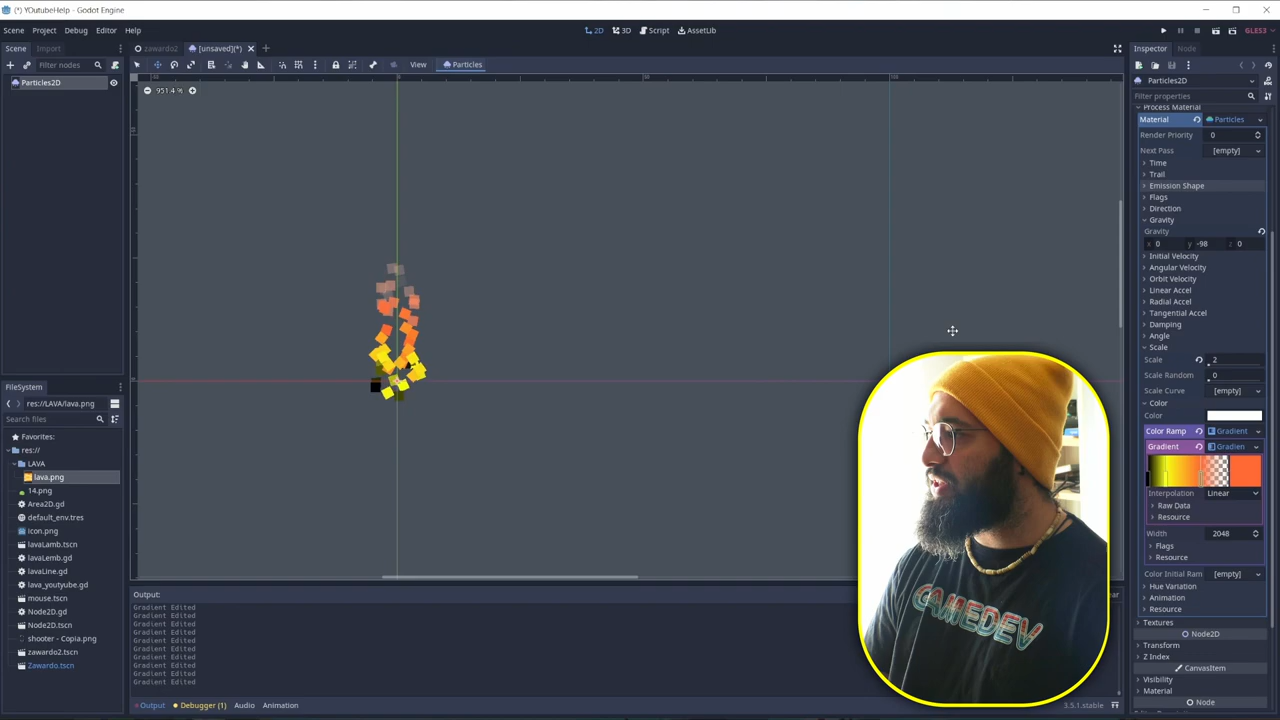 (*) YOutubeHelp - Godot Engine
Scene Project Debug Editor Help
2D 3D Script AssetLib
GLES3
Scene Import
zawardo2 [unsaved](*)
Inspector Node
Filter nodes
View Particles
Particles2D
951.4 %
Particles2D
Filter properties
Process Material
Material Particles
Render Priority 0
Next Pass [empty]
Time
Trail
Emission Shape
Flags
Direction
Gravity
Gravity
x 0 y -98 z 0
Initial Velocity
Angular Velocity
Orbit Velocity
Linear Accel
Radial Accel
Tangential Accel
Damping
Angle
Scale
Scale 2
Scale Random 0
Scale Curve [empty]
Color
Color
Color Ramp Gradient
Gradient Gradien
Interpolation Linear
Raw Data
Resource
Width 2048
Flags
Resource
Color Initial Ram [empty]
Hue Variation
Animation
Resource
Textures
Node2D
Transform
Z Index
CanvasItem
Visibility
Material
Node
FileSystem
res://LAVA/lava.png
Search files
Favorites:
res://
LAVA
lava.png
14.png
Area2D.gd
default_env.tres
icon.png
lavaLamb.tscn
lavaLemb.gd
lavaLine.gd
lava_youtyube.gd
mouse.tscn
Node2D.gd
Node2D.tscn
shooter - Copia.png
zawardo2.tscn
Zawardo.tscn
Output:
Gradient Edited
Gradient Edited
Gradient Edited
Gradient Edited
Gradient Edited
Gradient Edited
Gradient Edited
Gradient Edited
Gradient Edited
Gradient Edited
Output Debugger (1) Audio Animation
3.5.1.stable
GAMEDEV